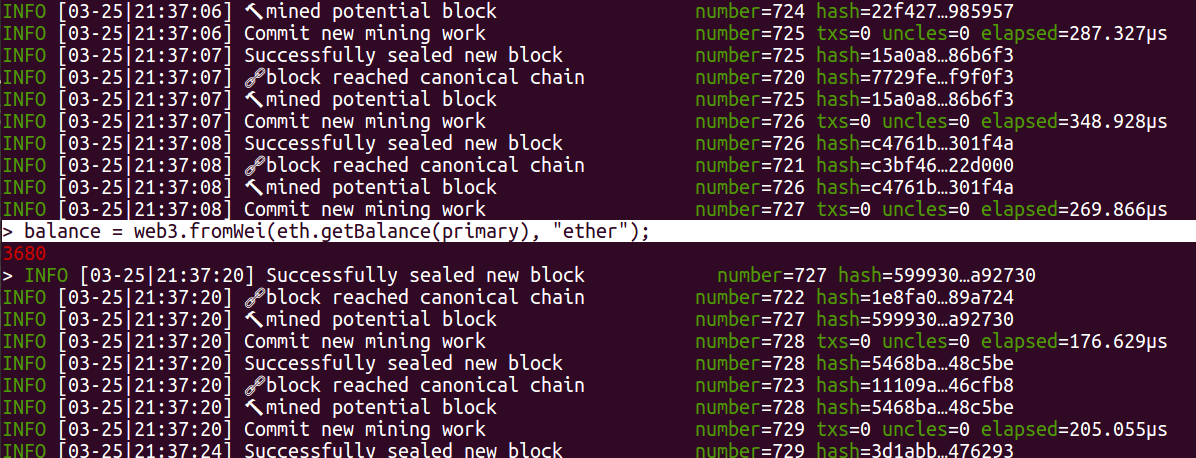 INFO [03-25|21:37:06] 🔨mined potential block number=724 hash=22f427…985957
INFO [03-25|21:37:06] Commit new mining work number=725 txs=0 uncles=0 elapsed=287.327µs
INFO [03-25|21:37:07] Successfully sealed new block number=725 hash=15a0a8…86b6f3
INFO [03-25|21:37:07] 🔗block reached canonical chain number=720 hash=7729fe…f9f0f3
INFO [03-25|21:37:07] 🔨mined potential block number=725 hash=15a0a8…86b6f3
INFO [03-25|21:37:07] Commit new mining work number=726 txs=0 uncles=0 elapsed=348.928µs
INFO [03-25|21:37:08] Successfully sealed new block number=726 hash=c4761b…301f4a
INFO [03-25|21:37:08] 🔗block reached canonical chain number=721 hash=c3bf46…22d000
INFO [03-25|21:37:08] 🔨mined potential block number=726 hash=c4761b…301f4a
INFO [03-25|21:37:08] Commit new mining work number=727 txs=0 uncles=0 elapsed=269.866µs
> balance = web3.fromWei(eth.getBalance(primary), "ether");
3680
> INFO [03-25|21:37:20] Successfully sealed new block number=727 hash=599930…a92730
INFO [03-25|21:37:20] 🔗block reached canonical chain number=722 hash=1e8fa0…89a724
INFO [03-25|21:37:20] 🔨mined potential block number=727 hash=599930…a92730
INFO [03-25|21:37:20] Commit new mining work number=728 txs=0 uncles=0 elapsed=176.629µs
INFO [03-25|21:37:20] Successfully sealed new block number=728 hash=5468ba…48c5be
INFO [03-25|21:37:20] 🔗block reached canonical chain number=723 hash=11109a…46cfb8
INFO [03-25|21:37:20] 🔨mined potential block number=728 hash=5468ba…48c5be
INFO [03-25|21:37:20] Commit new mining work number=729 txs=0 uncles=0 elapsed=205.055µs
INFO [03-25|21:37:24] Successfully sealed new block number=729 hash=3d1abb…476293